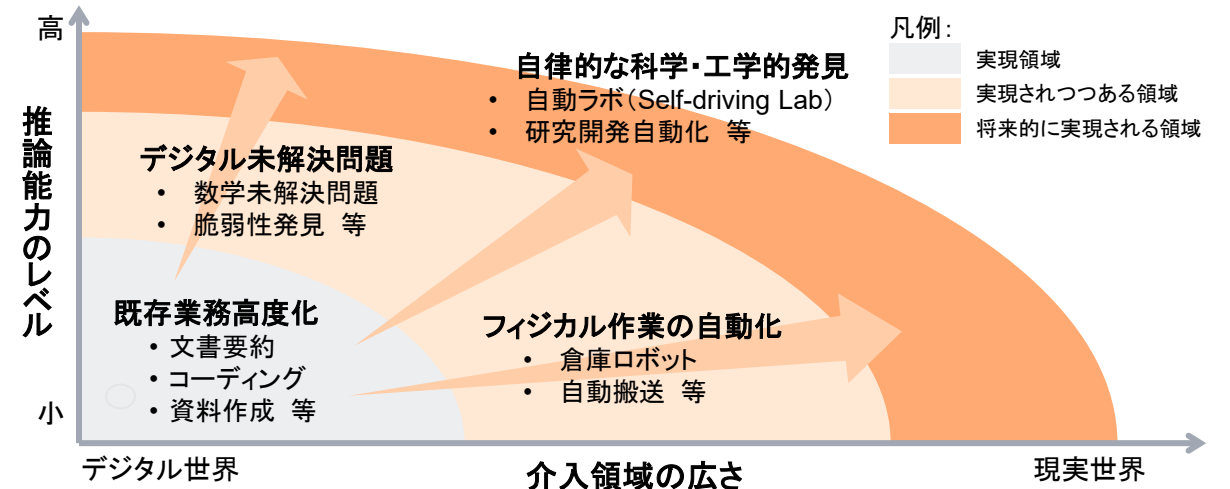 高
推論能力のレベル
小
凡例：
実現領域
実現されつつある領域
将来的に実現される領域
自律的な科学・工学的発見
• 自動ラボ（Self-driving Lab）
• 研究開発自動化 等
デジタル未解決問題
• 数学未解決問題
• 脆弱性発見 等
既存業務高度化
• 文書要約
• コーディング
• 資料作成 等
フィジカル作業の自動化
• 倉庫ロボット
• 自動搬送 等
デジタル世界
介入領域の広さ
現実世界